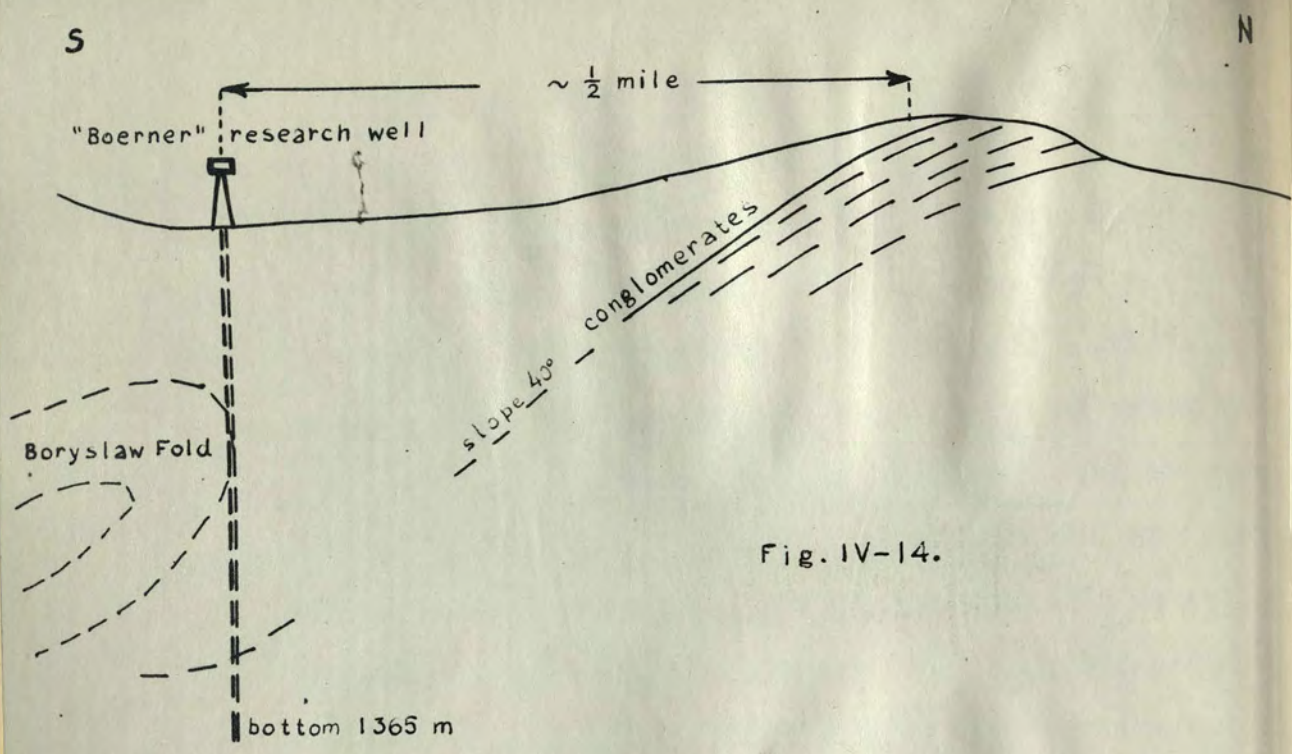 S
N
~ 1/2 mile
"Boerner" research well
conglomerates
slope 40°
Boryslaw Fold
Fig. IV-14.
bottom 1365 m